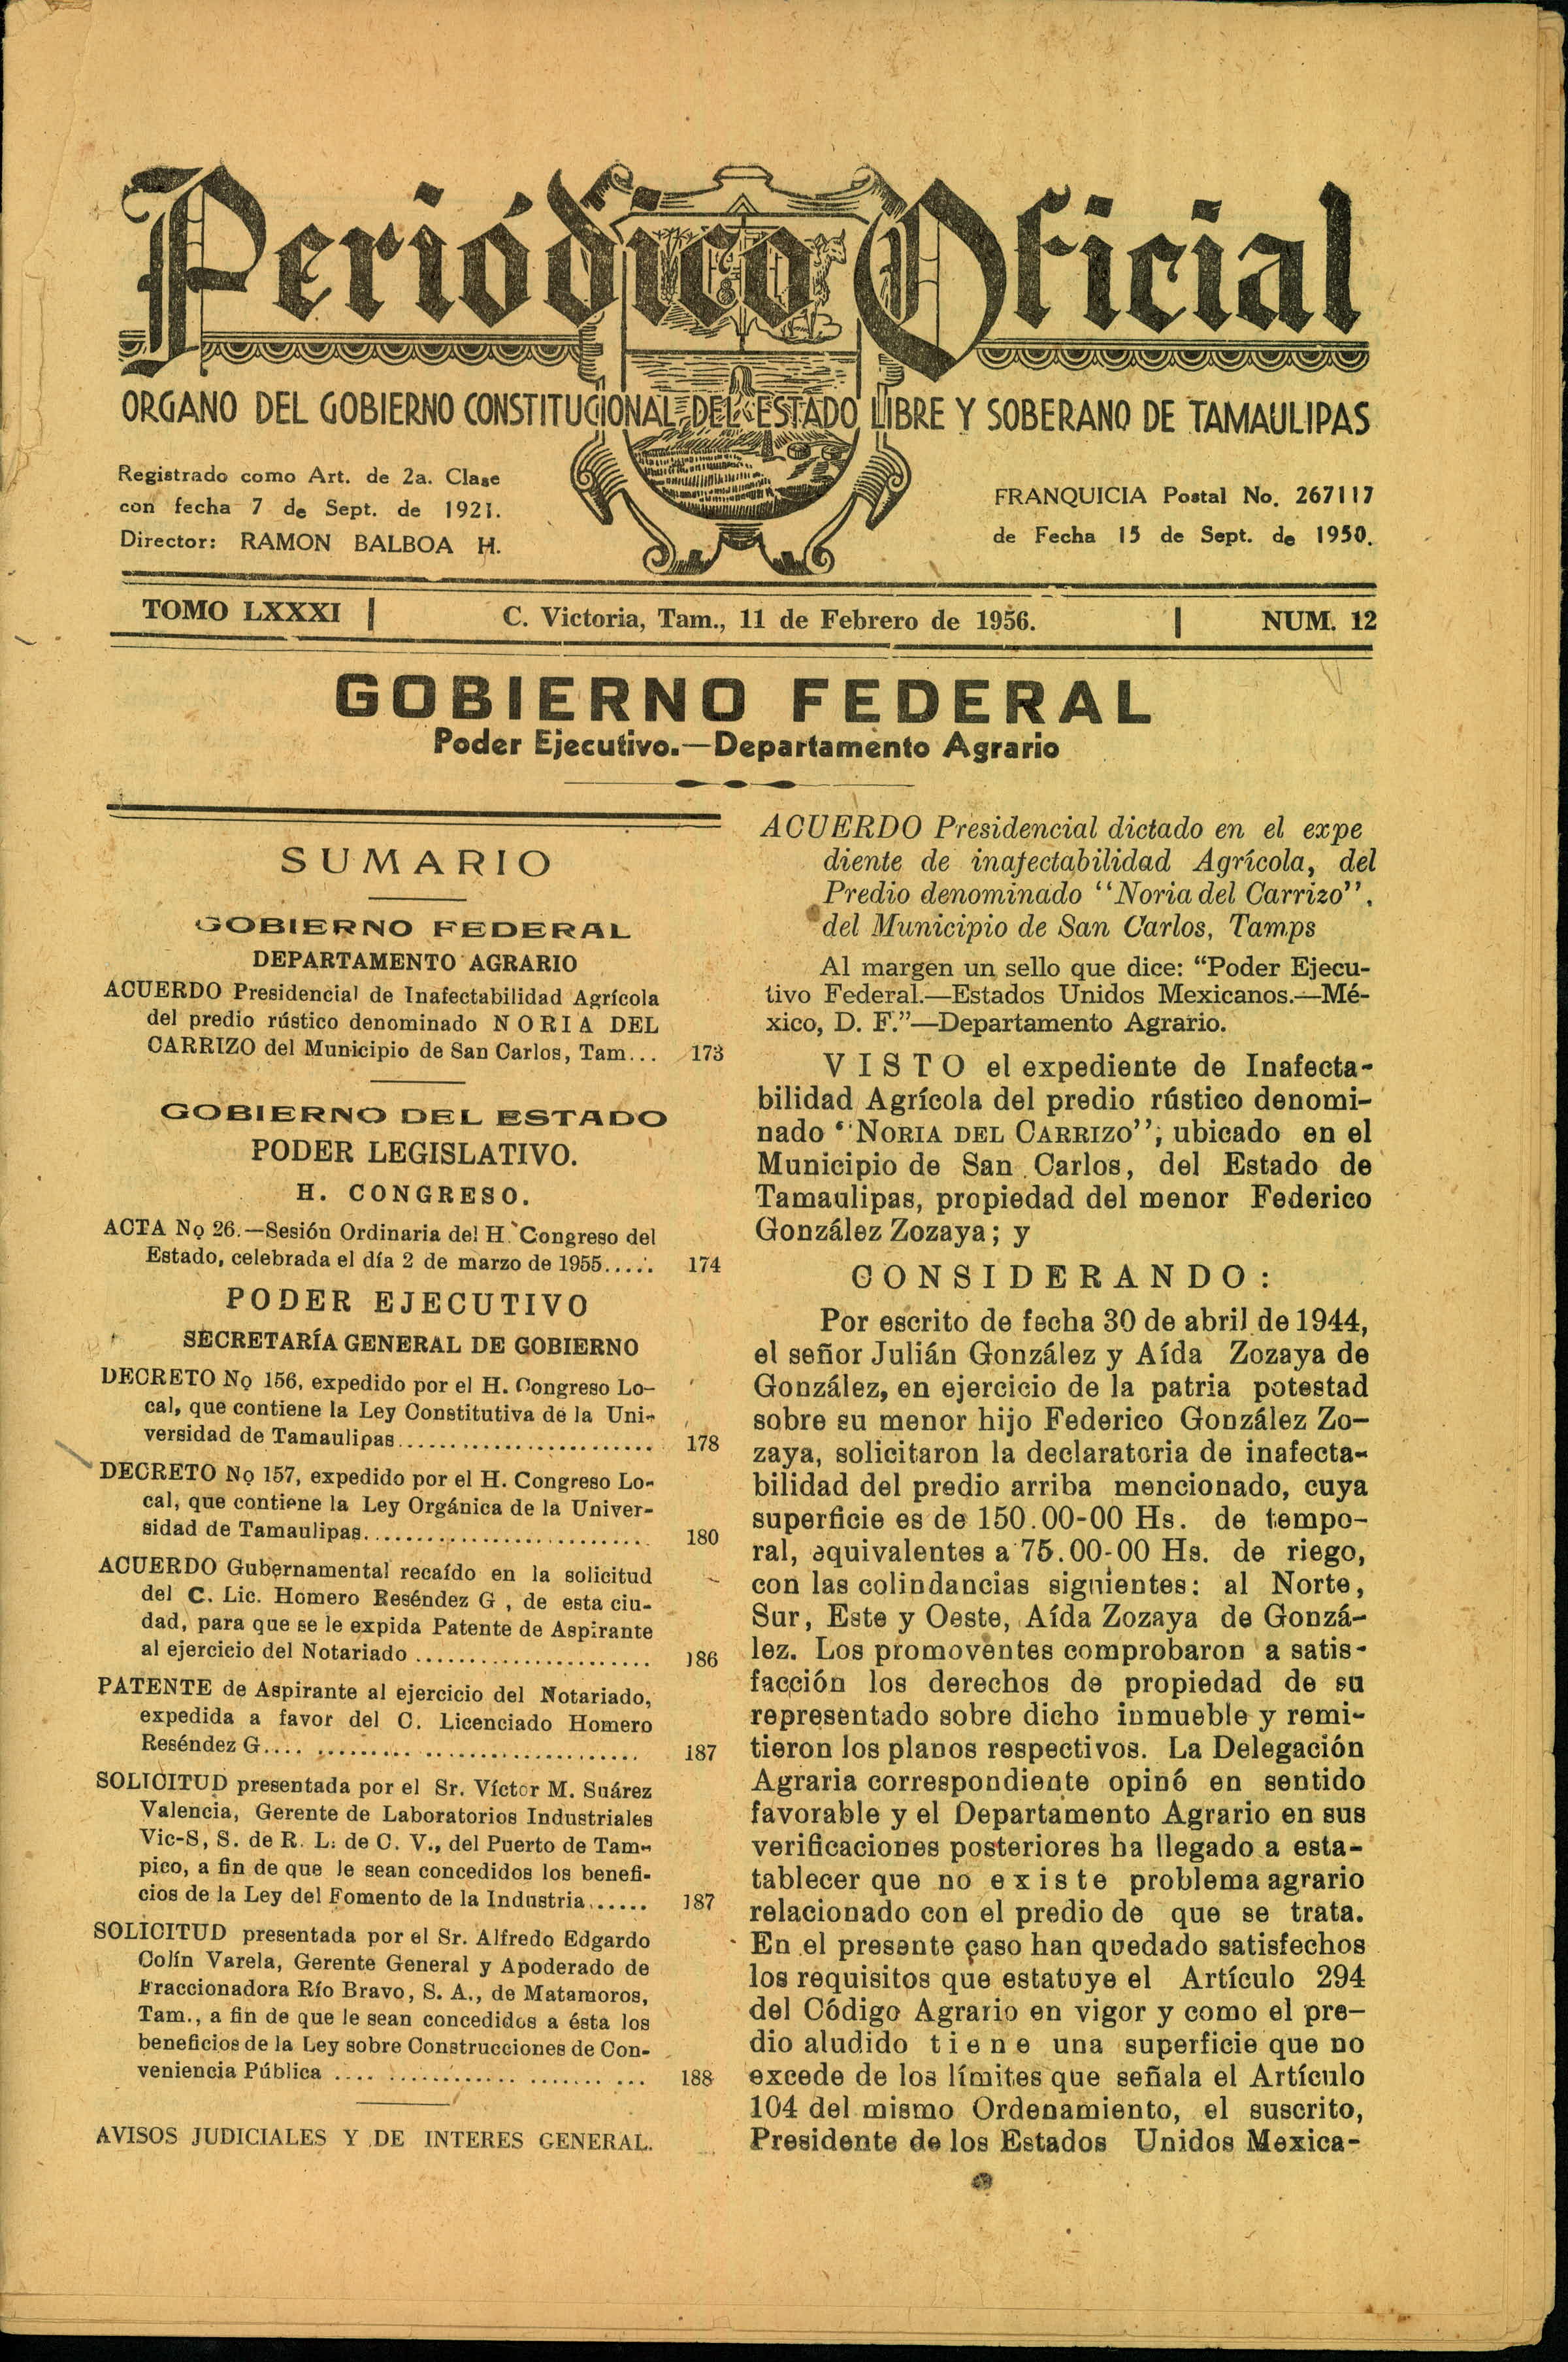 Periódico Oficial
ORGANO DEL GOBIERNO CONSTITUCIONAL DEL ESTADO LIBRE Y SOBERANO DE TAMAULIPAS
Registrado como Art. de 2a. Clase
con fecha 7 de Sept. de 1921.
Director: RAMON BALBOA H.
FRANQUICIA Postal No. 267117
de Fecha 15 de Sept. de 1950.
TOMO LXXXI | C. Victoria, Tam., 11 de Febrero de 1956. | NUM. 12
GOBIERNO FEDERAL
Poder Ejecutivo.—Departamento Agrario
SUMARIO
GOBIERNO FEDERAL
DEPARTAMENTO AGRARIO
ACUERDO Presidencial de Inafectabilidad Agrícola
del predio rústico denominado NORIA DEL
CARRIZO del Municipio de San Carlos, Tam... 173
GOBIERNO DEL ESTADO
PODER LEGISLATIVO.
H. CONGRESO.
ACTA No 26.—Sesión Ordinaria del H. Congreso del
Estado, celebrada el día 2 de marzo de 1955...... 174
PODER EJECUTIVO
SECRETARÍA GENERAL DE GOBIERNO
DECRETO No 156, expedido por el H. Congreso Lo-
cal, que contiene la Ley Constitutiva de la Uni-
versidad de Tamaulipas........................ 178
DECRETO No 157, expedido por el H. Congreso Lo-
cal, que contiene la Ley Orgánica de la Univer-
sidad de Tamaulipas........................... 180
ACUERDO Gubernamental recaído en la solicitud
del C. Lic. Homero Reséndez G , de esta ciu-
dad, para que se le expida Patente de Aspirante
al ejercicio del Notariado ...................... 186
PATENTE de Aspirante al ejercicio del Notariado,
expedida a favor del C. Licenciado Homero
Reséndez G.... ......... .................... 187
SOLICITUD presentada por el Sr. Víctor M. Suárez
Valencia, Gerente de Laboratorios Industriales
Vic-S, S. de R. L. de C. V., del Puerto de Tam-
pico, a fin de que le sean concedidos los benefi-
cios de la Ley del Fomento de la Industria...... 187
SOLICITUD presentada por el Sr. Alfredo Edgardo
Colín Varela, Gerente General y Apoderado de
Fraccionadora Río Bravo, S. A., de Matamoros,
Tam., a fin de que le sean concedidos a ésta los
beneficios de la Ley sobre Construcciones de Con-
veniencia Pública .... ............ ........ ... 188
AVISOS JUDICIALES Y DE INTERES GENERAL.
ACUERDO Presidencial dictado en el expe
diente de inafectabilidad Agrícola, del
Predio denominado "Noria del Carrizo",
del Municipio de San Carlos, Tamps
Al margen un sello que dice: "Poder Ejecu-
tivo Federal.—Estados Unidos Mexicanos.—Mé-
xico, D. F."—Departamento Agrario.
VISTO el expediente de Inafecta-
bilidad Agrícola del predio rústico denomi-
nado "NORIA DEL CARRIZO", ubicado en el
Municipio de San Carlos, del Estado de
Tamaulipas, propiedad del menor Federico
González Zozaya; y
CONSIDERANDO:
Por escrito de fecha 30 de abril de 1944,
el señor Julián González y Aída Zozaya de
González, en ejercicio de la patria potestad
sobre su menor hijo Federico González Zo-
zaya, solicitaron la declaratoria de inafecta-
bilidad del predio arriba mencionado, cuya
superficie es de 150.00-00 Hs. de tempo-
ral, equivalentes a 75.00-00 Hs. de riego,
con las colindancias siguientes: al Norte,
Sur, Este y Oeste, Aída Zozaya de Gonzá-
lez. Los promoventes comprobaron a satis-
facción los derechos de propiedad de su
representado sobre dicho inmueble y remi-
tieron los planos respectivos. La Delegación
Agraria correspondiente opinó en sentido
favorable y el Departamento Agrario en sus
verificaciones posteriores ha llegado a esta-
tablecer que no existe problema agrario
relacionado con el predio de que se trata.
En el presente caso han quedado satisfechos
los requisitos que estatuye el Artículo 294
del Código Agrario en vigor y como el pre-
dio aludido tiene una superficie que no
excede de los límites que señala el Artículo
104 del mismo Ordenamiento, el suscrito,
Presidente de los Estados Unidos Mexica-